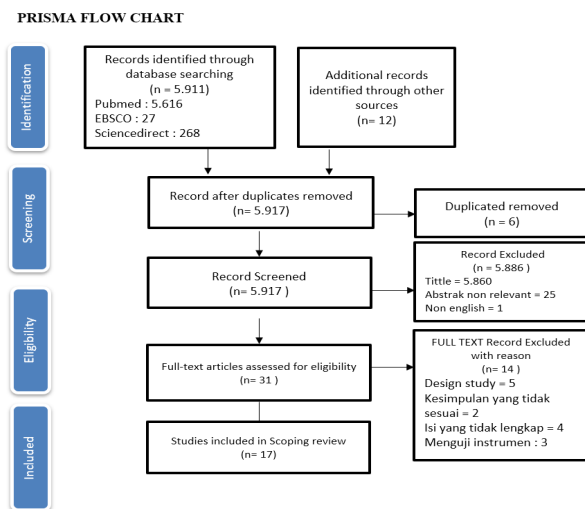 PRISMA FLOW CHART
Identification
Records identified through
database searching
(n = 5.911)
Pubmed : 5.616
EBSCO : 27
Sciencedirect : 268
Additional records
identified through other
sources
(n= 12)
Screening
Record after duplicates removed
(n= 5.917)
Duplicated removed
(n = 6)
Record Screened
(n= 5.917 )
Record Excluded
(n = 5.886 )
Tittle = 5.860
Abstrak non relevant = 25
Non english = 1
Eligibility
Full-text articles assessed for eligibility
(n= 31 )
FULL TEXT Record Excluded
with reason
(n= 14 )
Design study = 5
Kesimpulan yang tidak
sesuai = 2
Isi yang tidak lengkap = 4
Menguji instrumen : 3
Included
Studies included in Scoping review
(n= 17)